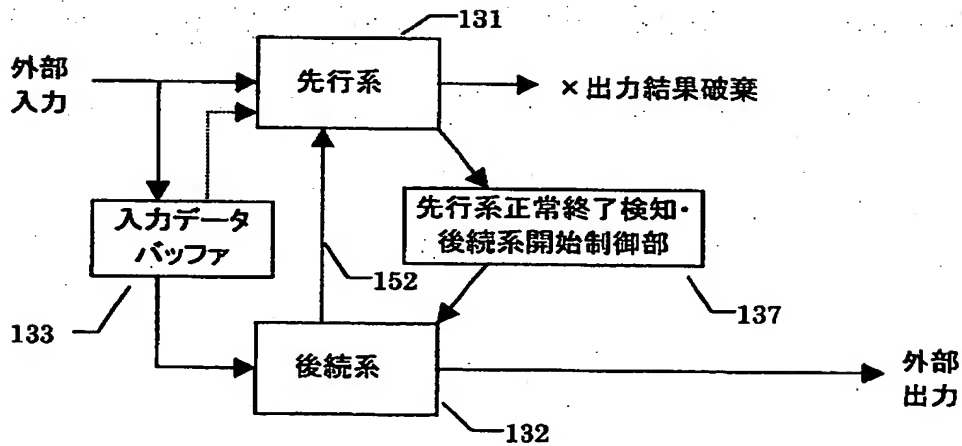 131
外部
入力
先行系
×出力結果破棄
入力データ
バッファ
先行系正常終了検知・
後続系開始制御部
152
133
137
後続系
外部
出力
132